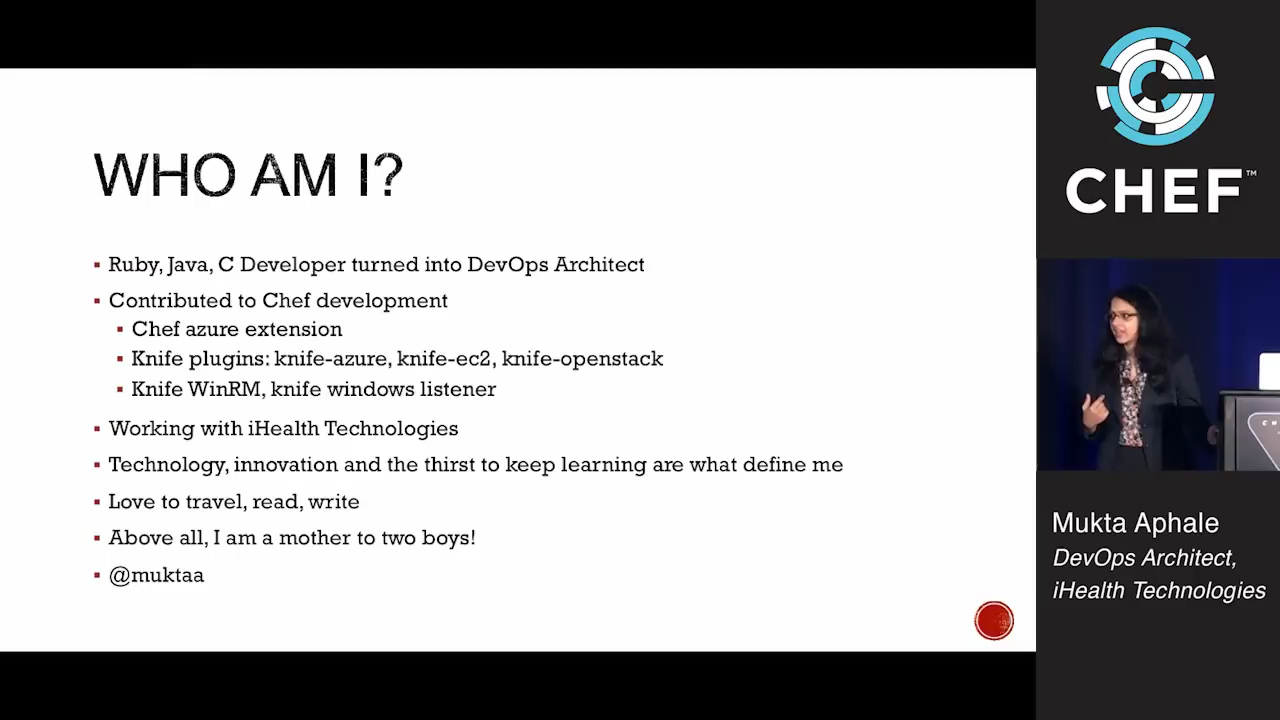 WHO AM I?
Ruby, Java, C Developer turned into DevOps Architect
Contributed to Chef development
Chef azure extension
Knife plugins: knife-azure, knife-ec2, knife-openstack
Knife WinRM, knife windows listener
Working with iHealth Technologies
Technology, innovation and the thirst to keep learning are what define me
Love to travel, read, write
Above all, I am a mother to two boys!
@muktaa
CHEF™
Mukta Aphale
DevOps Architect,
iHealth Technologies